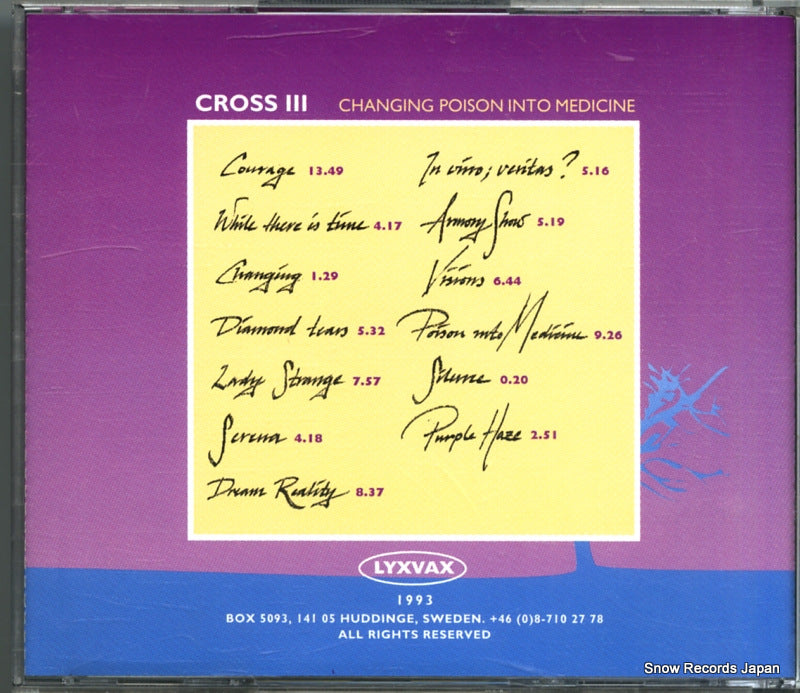 CROSS III CHANGING POISON INTO MEDICINE
Courage 13.49
While there is time 4.17
Changing 1.29
Diamond tears 5.32
Lady Strange 7.57
Serena 4.18
Dream Reality 8.37
In vino; veritas? 5.16
Armory Show 5.19
Visions 6.44
Poison into Medicine 9.26
Silence 0.20
Purple Haze 2.51
LYXVAX
1993
BOX 5093, 141 05 HUDDINGE, SWEDEN. +46 (0)8-710 27 78
ALL RIGHTS RESERVED
Snow Records Japan